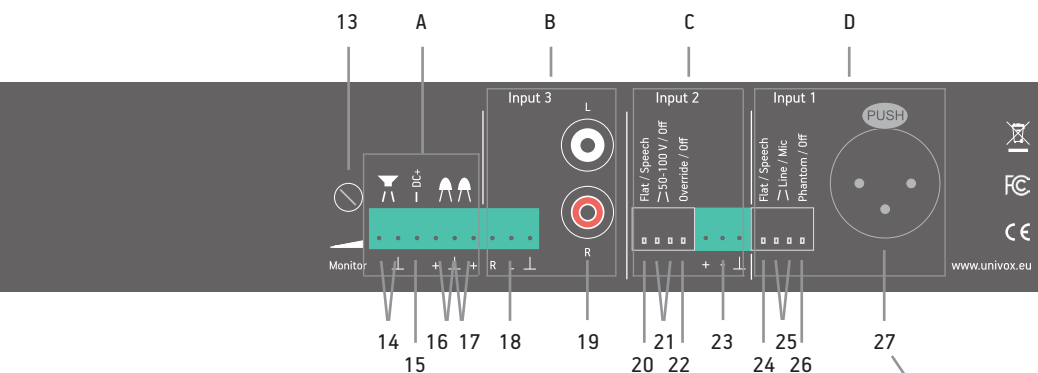 13 A B C D
Input 3 Input 2 Input 1
L
PUSH
DC+
Flat / Speech
50-100 V / Off
Override / Off
Flat / Speech
Line / Mic
Phantom / Off
FC
CE
R
Monitor
+ + R L + -
www.univox.eu
14 16 17 18 19 21 23 25 27
15 20 22 24 26